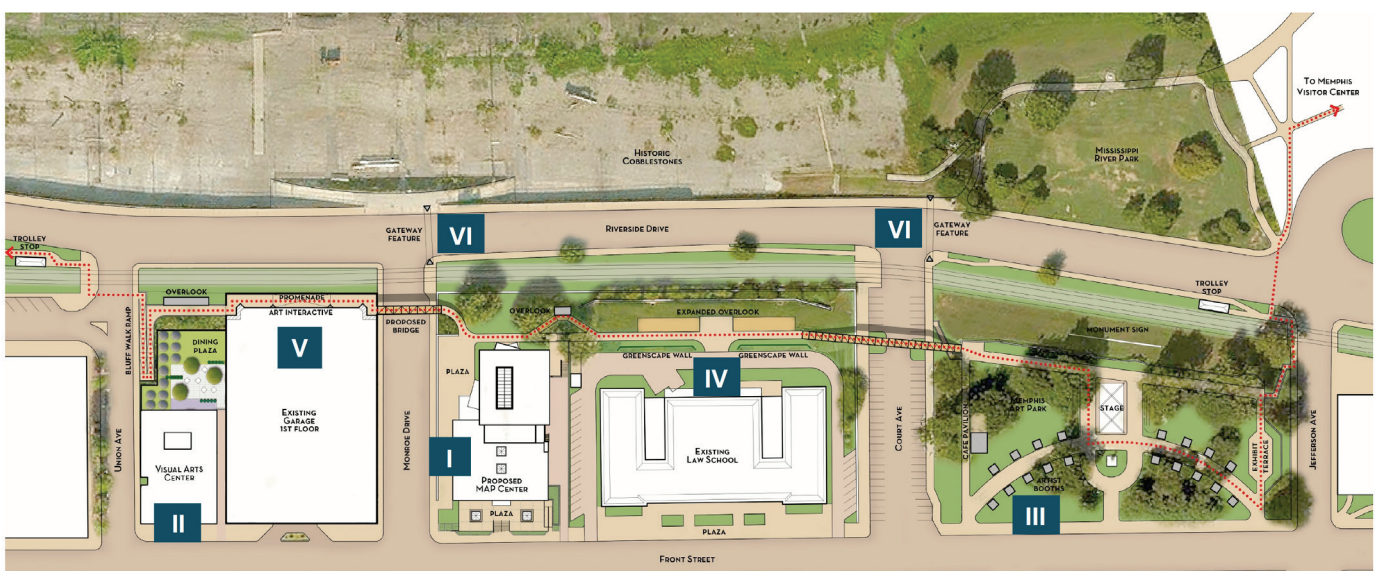 TO MEMPHIS
VISITOR CENTER
HISTORIC
COBBLESTONES
MISSISSIPPI
RIVER PARK
TROLLEY
STOP
GATEWAY
FEATURE
VI
RIVERSIDE DRIVE
VI
GATEWAY
FEATURE
TROLLEY
STOP
OVERLOOK
PROMENADE
ART INTERACTIVE
PROPOSED
BRIDGE
OVERLOOK
EXPANDED OVERLOOK
MONUMENT SIGN
BLUFF WALK RAMP
DINING
PLAZA
V
PLAZA
GREENSCAPE WALL
GREENSCAPE WALL
IV
MEMPHIS
ART PARK
STAGE
UNION AVE
EXISTING
GARAGE
1ST FLOOR
MONROE DRIVE
EXISTING
LAW SCHOOL
COURT AVE
CAFE PAVILION
EXHIBIT
TERRACE
JEFFERSON AVE
VISUAL ARTS
CENTER
I
PROPOSED
MAP CENTER
ARTIST
BOOTHS
II
PLAZA
PLAZA
III
FRONT STREET